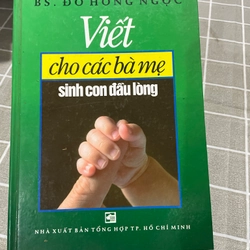 BS. ĐỖ HỒNG NGỌC
Viết
cho các bà mẹ
sinh con đầu lòng
NHÀ XUẤT BẢN TỔNG HỢP TP. HỒ CHÍ MINH